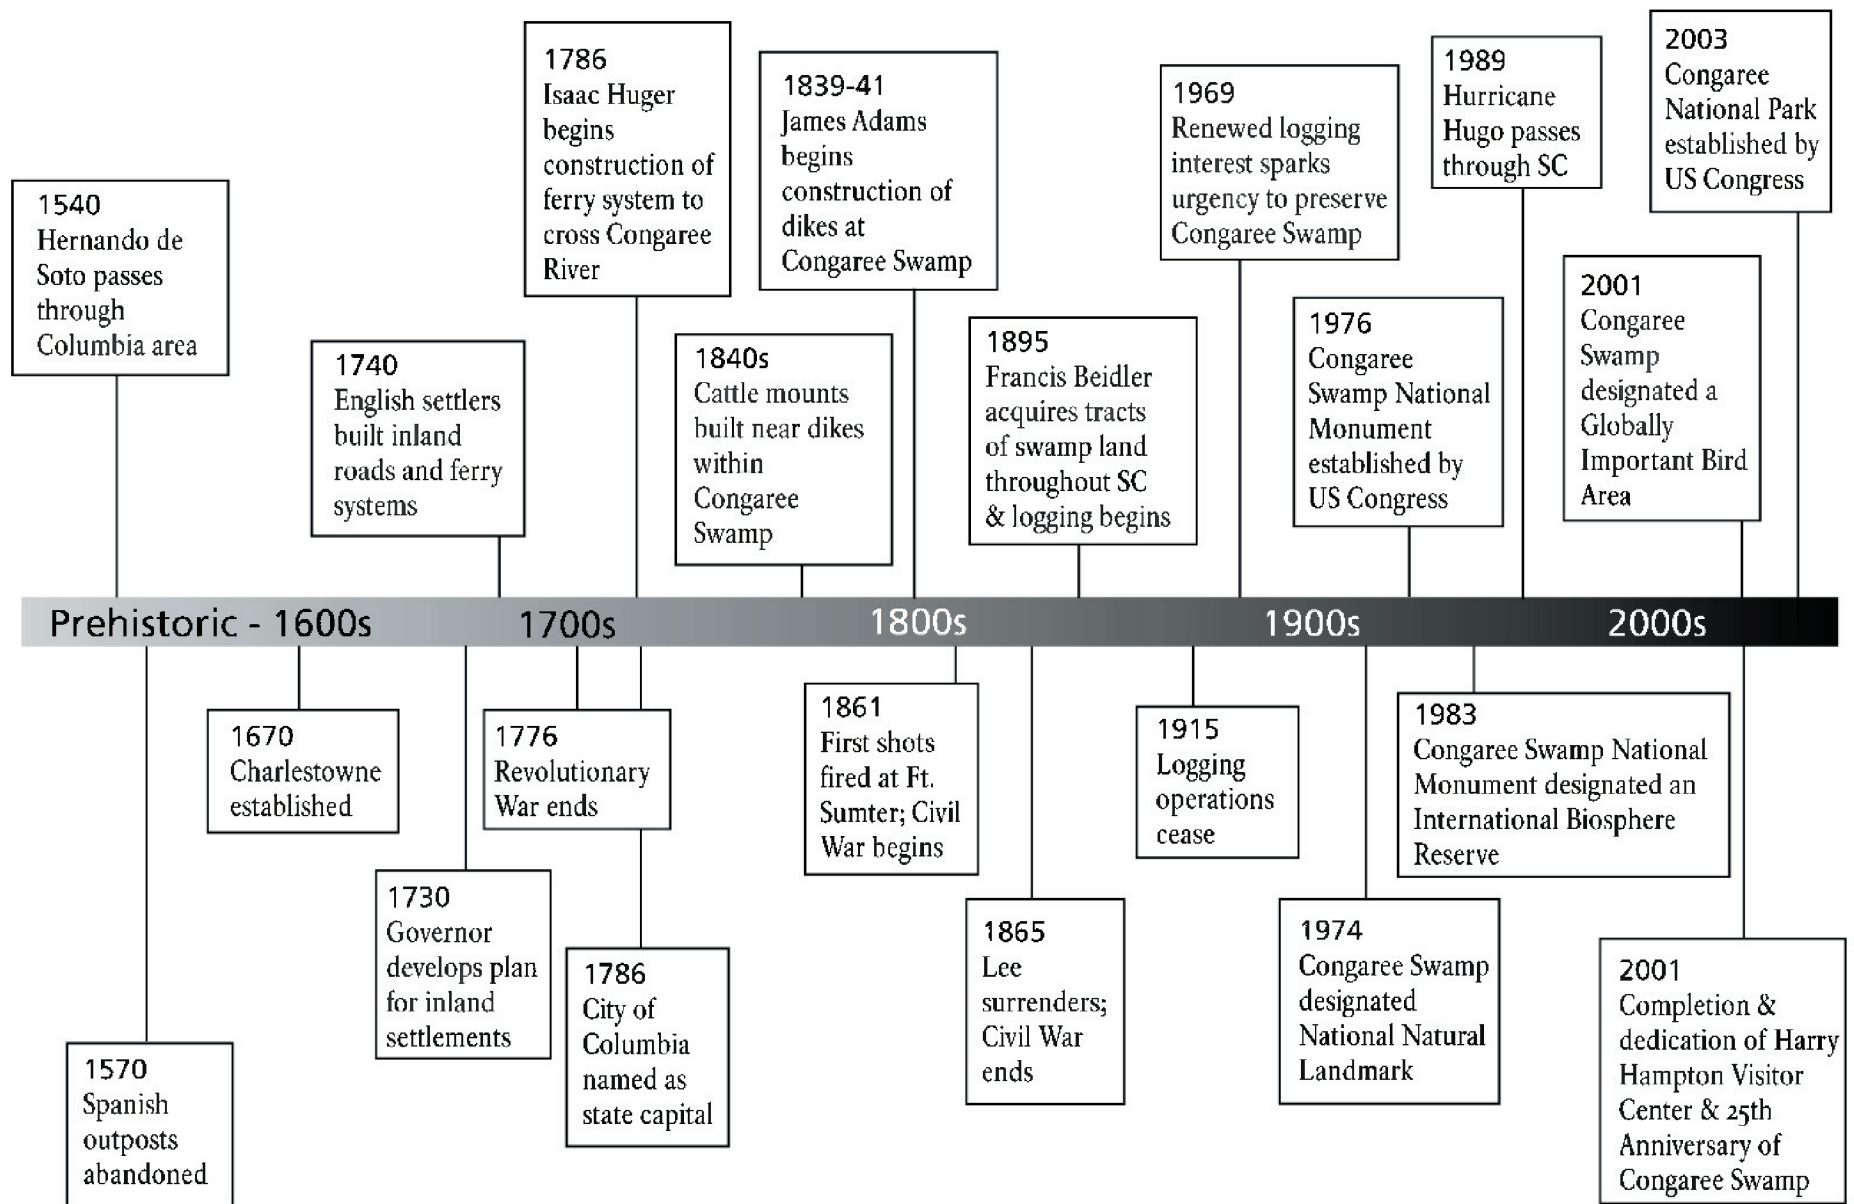 1540
Hernando de
Soto passes
through
Columbia area
1740
English settlers
built inland
roads and ferry
systems
1786
Isaac Huger
begins
construction of
ferry system to
cross Congaree
River
1840s
Cattle mounts
built near dikes
within
Congaree
Swamp
1839-41
James Adams
begins
construction of
dikes at
Congaree Swamp
1895
Francis Beidler
acquires tracts
of swamp land
throughout SC
& logging begins
1969
Renewed logging
interest sparks
urgency to preserve
Congaree Swamp
1976
Congaree
Swamp National
Monument
established by
US Congress
1989
Hurricane
Hugo passes
through SC
2001
Congaree
Swamp
designated a
Globally
Important Bird
Area
2003
Congaree
National Park
established by
US Congress
Prehistoric - 1600s
1700s
1800s
1900s
2000s
1570
Spanish
outposts
abandoned
1670
Charlestowne
established
1730
Governor
develops plan
for inland
settlements
1776
Revolutionary
War ends
1786
City of
Columbia
named as
state capital
1861
First shots
fired at Ft.
Sumter; Civil
War begins
1865
Lee
surrenders;
Civil War
ends
1915
Logging
operations
cease
1974
Congaree Swamp
designated
National Natural
Landmark
1983
Congaree Swamp National
Monument designated an
International Biosphere
Reserve
2001
Completion &
dedication of Harry
Hampton Visitor
Center & 25th
Anniversary of
Congaree Swamp